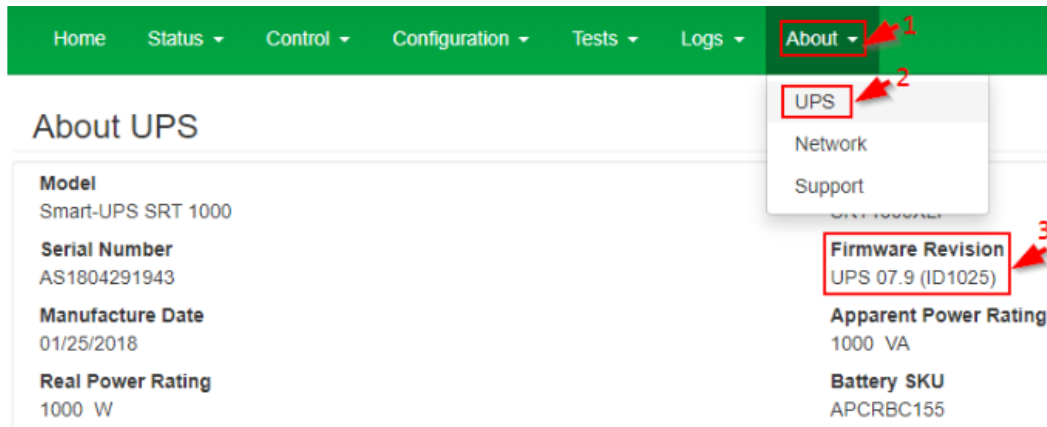 Home Status Control Configuration Tests Logs About 1
UPS 2
Network
Support
About UPS
Model
Smart-UPS SRT 1000
Serial Number
AS1804291943
Firmware Revision 3
UPS 07.9 (ID1025)
Manufacture Date
01/25/2018
Apparent Power Rating
1000 VA
Real Power Rating
1000 W
Battery SKU
APCRBC155